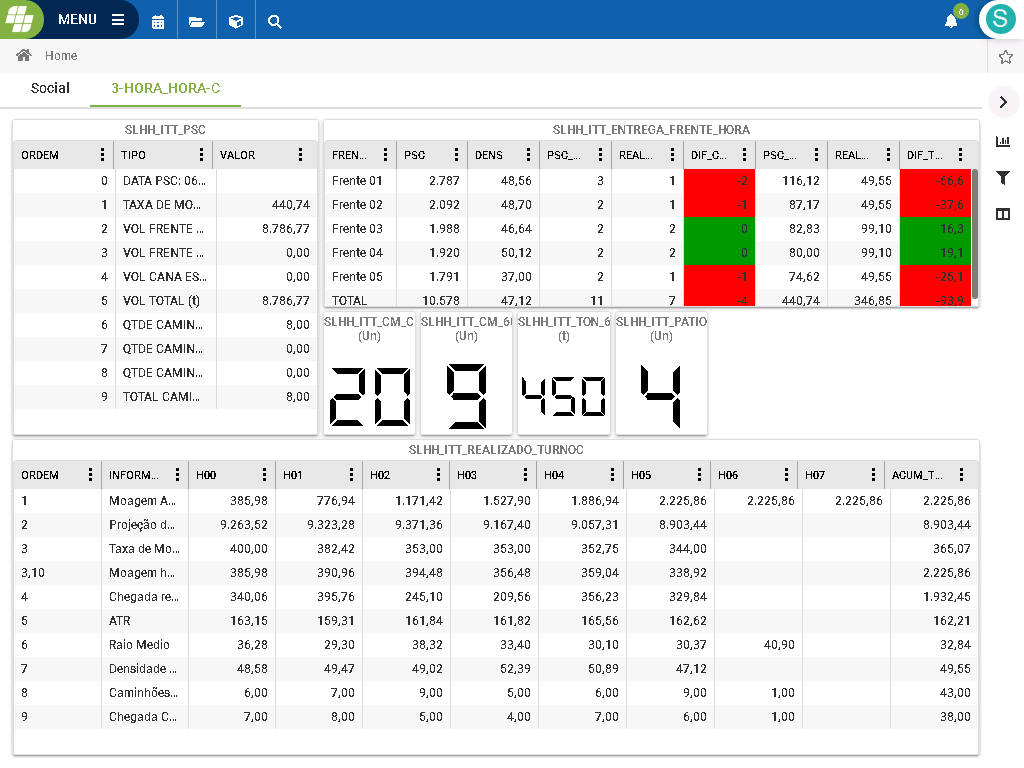 MENU
0
S
Home
Social 3-HORA_HORA-C
SLHH_ITT_PSC
ORDEM TIPO VALOR
0 DATA PSC: 06...
1 TAXA DE MO... 440,74
2 VOL FRENTE ... 8.786,77
3 VOL FRENTE ... 0,00
4 VOL CANA ES... 0,00
5 VOL TOTAL (t) 8.786,77
6 QTDE CAMIN... 8,00
7 QTDE CAMIN... 0,00
8 QTDE CAMIN... 0,00
9 TOTAL CAMI... 8,00
SLHH_ITT_ENTREGA_FRENTE_HORA
FREN... PSC DENS PSC_... REAL... DIF_C... PSC_... REAL... DIF_T...
Frente 01 2.787 48,56 3 1 -2 116,12 49,55 -66,6
Frente 02 2.092 48,70 2 1 -1 87,17 49,55 -37,6
Frente 03 1.988 46,64 2 2 0 82,83 99,10 16,3
Frente 04 1.920 50,12 2 2 0 80,00 99,10 19,1
Frente 05 1.791 37,00 2 1 -1 74,62 49,55 -25,1
TOTAL 10.578 47,12 11 7 -4 440,74 346,85 -93,9
SLHH_ITT_CM_C
(Un)
20
SLHH_ITT_CM_6
(Un)
9
SLHH_ITT_TON_6
(t)
450
SLHH_ITT_PATIO
(Un)
4
SLHH_ITT_REALIZADO_TURNOC
ORDEM INFORM... H00 H01 H02 H03 H04 H05 H06 H07 ACUM_T...
1 Moagem A... 385,98 776,94 1.171,42 1.527,90 1.886,94 2.225,86 2.225,86 2.225,86 2.225,86
2 Projeção d... 9.263,52 9.323,28 9.371,36 9.167,40 9.057,31 8.903,44 8.903,44
3 Taxa de Mo... 400,00 382,42 353,00 353,00 352,75 344,00 365,07
3,10 Moagem h... 385,98 390,96 394,48 356,48 359,04 338,92 2.225,86
4 Chegada re... 340,06 395,76 245,10 209,56 356,23 329,84 1.932,45
5 ATR 163,15 159,31 161,84 161,82 165,56 162,62 162,21
6 Raio Medio 36,28 29,30 38,32 33,40 30,10 30,37 40,90 32,84
7 Densidade ... 48,58 49,47 49,02 52,39 50,89 47,12 49,55
8 Caminhões... 6,00 7,00 9,00 5,00 6,00 9,00 1,00 43,00
9 Chegada C... 7,00 8,00 5,00 4,00 7,00 6,00 1,00 38,00